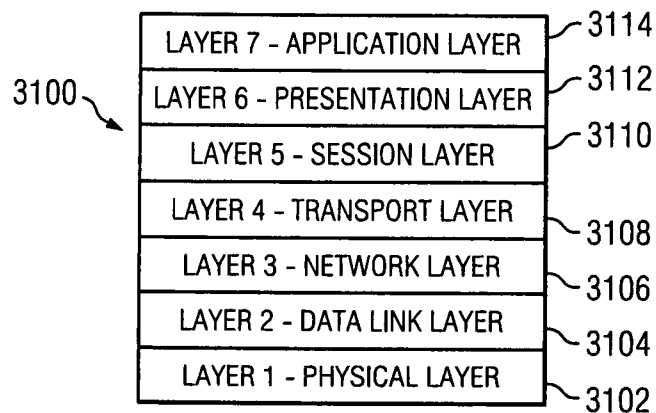 LAYER 7 - APPLICATION LAYER 3114
3100 LAYER 6 - PRESENTATION LAYER 3112
LAYER 5 - SESSION LAYER 3110
LAYER 4 - TRANSPORT LAYER 3108
LAYER 3 - NETWORK LAYER 3106
LAYER 2 - DATA LINK LAYER 3104
LAYER 1 - PHYSICAL LAYER 3102